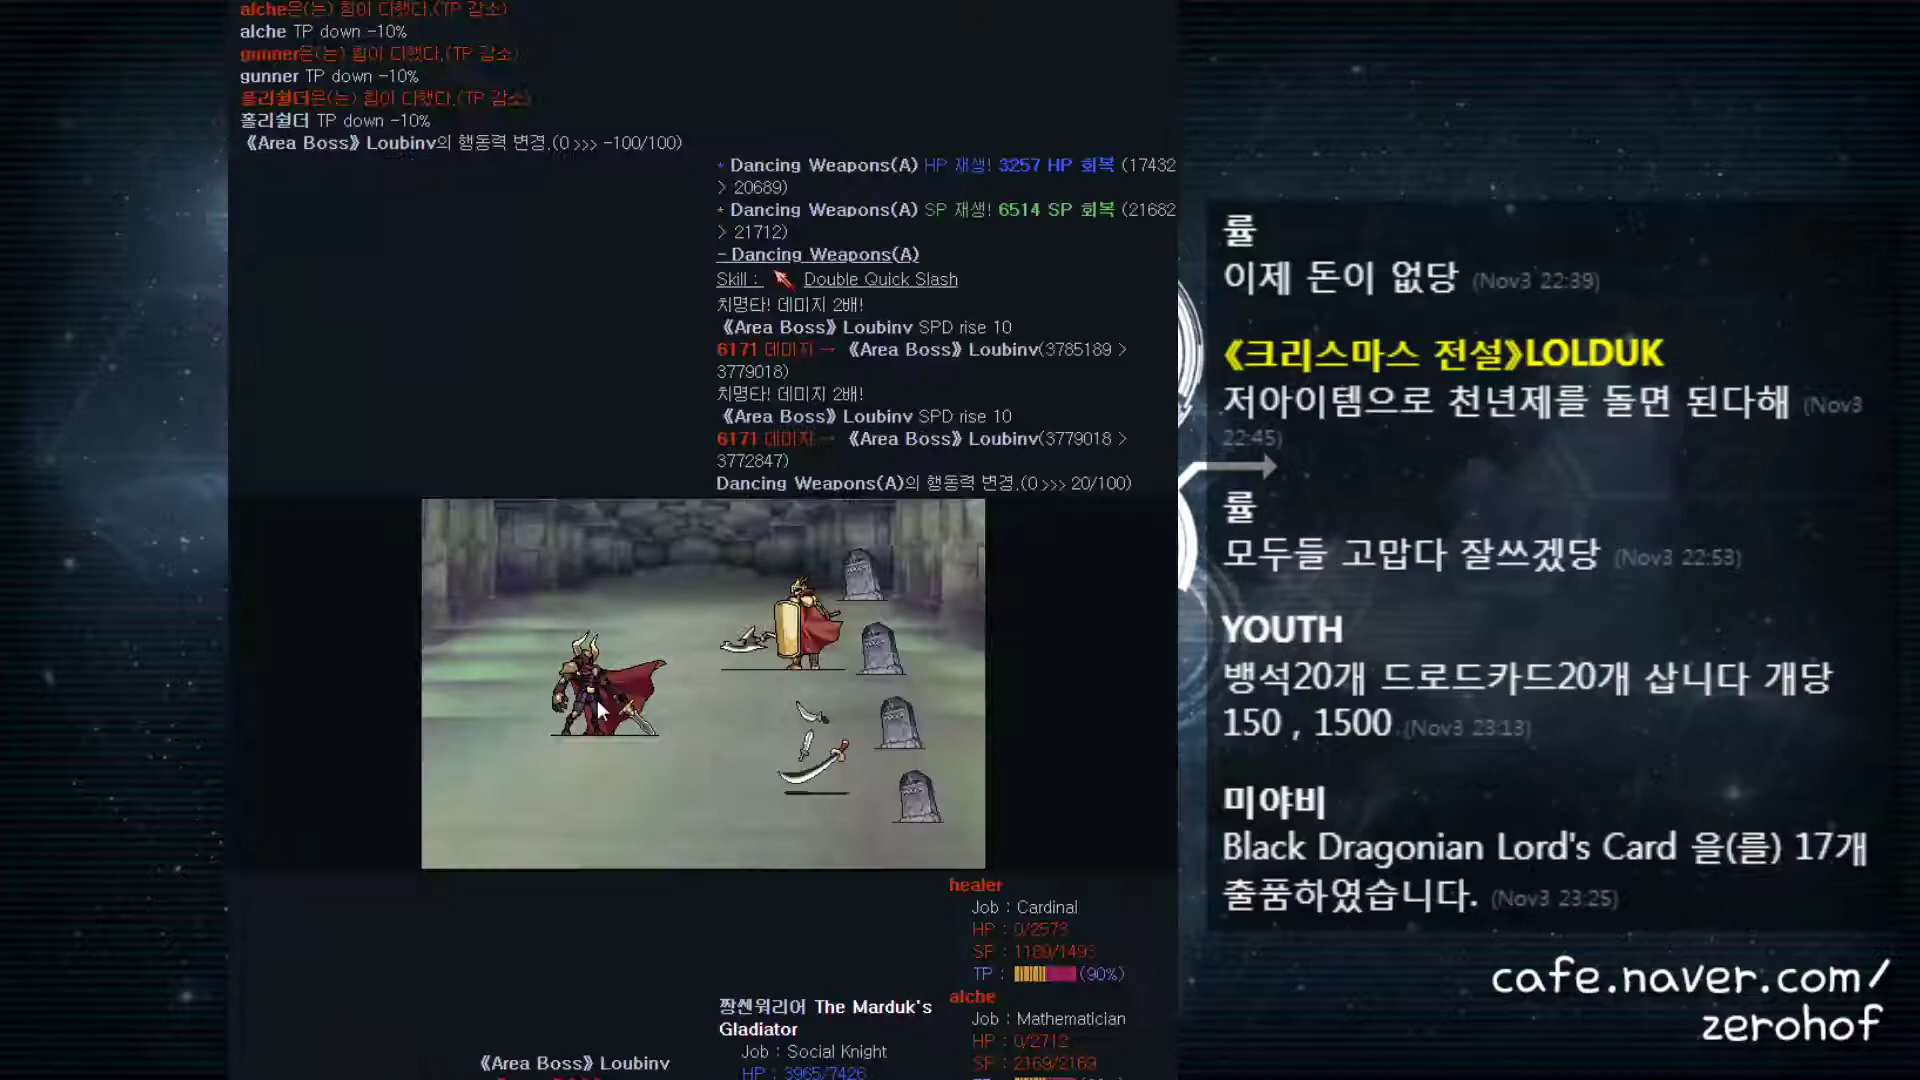 alche은(는) 힘이 다했다.(TP 감소)
alche TP down -10%
gunner은(는) 힘이 다했다.(TP 감소)
gunner TP down -10%
홀리쉴더은(는) 힘이 다했다.(TP 감소)
홀리쉴더 TP down -10%
《Area Boss》 Loubinv의 행동력 변경.(0 >>> -100/100)
+ Dancing Weapons(A) HP 재생! 3257 HP 회복 (17432
> 20689)
+ Dancing Weapons(A) SP 재생! 6514 SP 회복 (21682
> 21712)
- Dancing Weapons(A)
Skill : Double Quick Slash
치명타! 데미지 2배!
《Area Boss》 Loubinv SPD rise 10
6171 데미지 → 《Area Boss》 Loubinv(3785189 >
3779018)
치명타! 데미지 2배!
《Area Boss》 Loubinv SPD rise 10
6171 데미지 → 《Area Boss》 Loubinv(3779018 >
3772847)
Dancing Weapons(A)의 행동력 변경.(0 >>> 20/100)
healer
Job : Cardinal
HP : 0/2573
SP : 1189/1493
TP : (90%)
alche
Job : Mathematician
HP : 0/2712
SP : 2169/2169
짱쎈워리어 The Marduk's
Gladiator
Job : Social Knight
HP : 3965/7426
《Area Boss》 Loubinv
률
이제 돈이 없당 (Nov3 22:39)
《크리스마스 전설》LOLDUK
저아이템으로 천년제를 돌면 된다해 (Nov3
22:45)
률
모두들 고맙다 잘쓰겠당 (Nov3 22:53)
YOUTH
뱅석20개 드로드카드20개 삽니다 개당
150 , 1500 (Nov3 23:13)
미야비
Black Dragonian Lord's Card 을(를) 17개
출품하였습니다. (Nov3 23:25)
cafe.naver.com/
zerohof